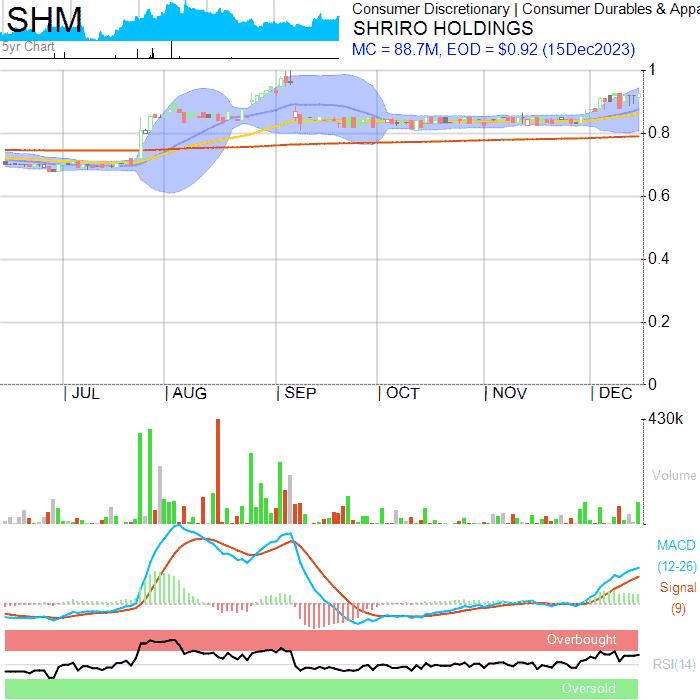 SHM
5yr Chart
Consumer Discretionary | Consumer Durables & Appa
SHRIRO HOLDINGS
MC = 88.7M, EOD = $0.92 (15Dec2023)
1
0.8
0.6
0.4
0.2
0
| JUL | AUG | SEP | OCT | NOV | DEC
430k
Volume
MACD
(12-26)
Signal
(9)
Overbought
RSI(14)
Oversold